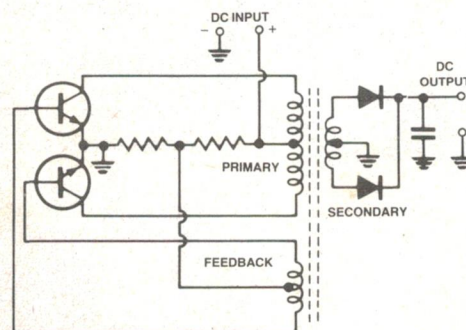 DC INPUT
− +
DC
OUTPUT
PRIMARY
SECONDARY
FEEDBACK